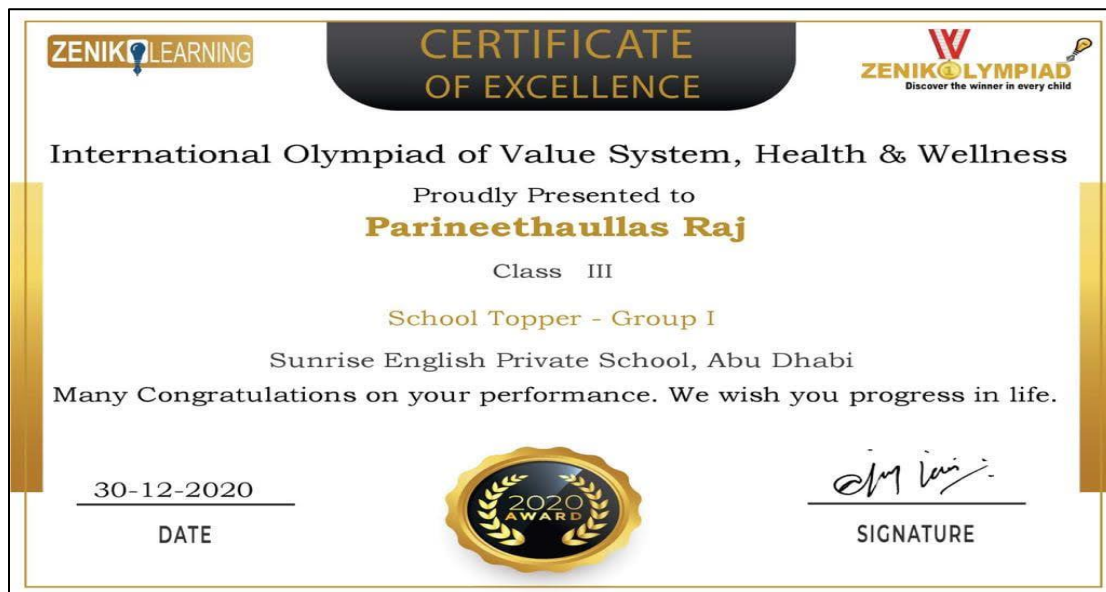 ZENIK LEARNING
CERTIFICATE
OF EXCELLENCE
ZENIK 1 LYMPIAD
Discover the winner in every child
International Olympiad of Value System, Health & Wellness
Proudly Presented to
Parineethaullas Raj
Class III
School Topper - Group I
Sunrise English Private School, Abu Dhabi
Many Congratulations on your performance. We wish you progress in life.
30-12-2020
DATE
2020
AWARD
SIGNATURE